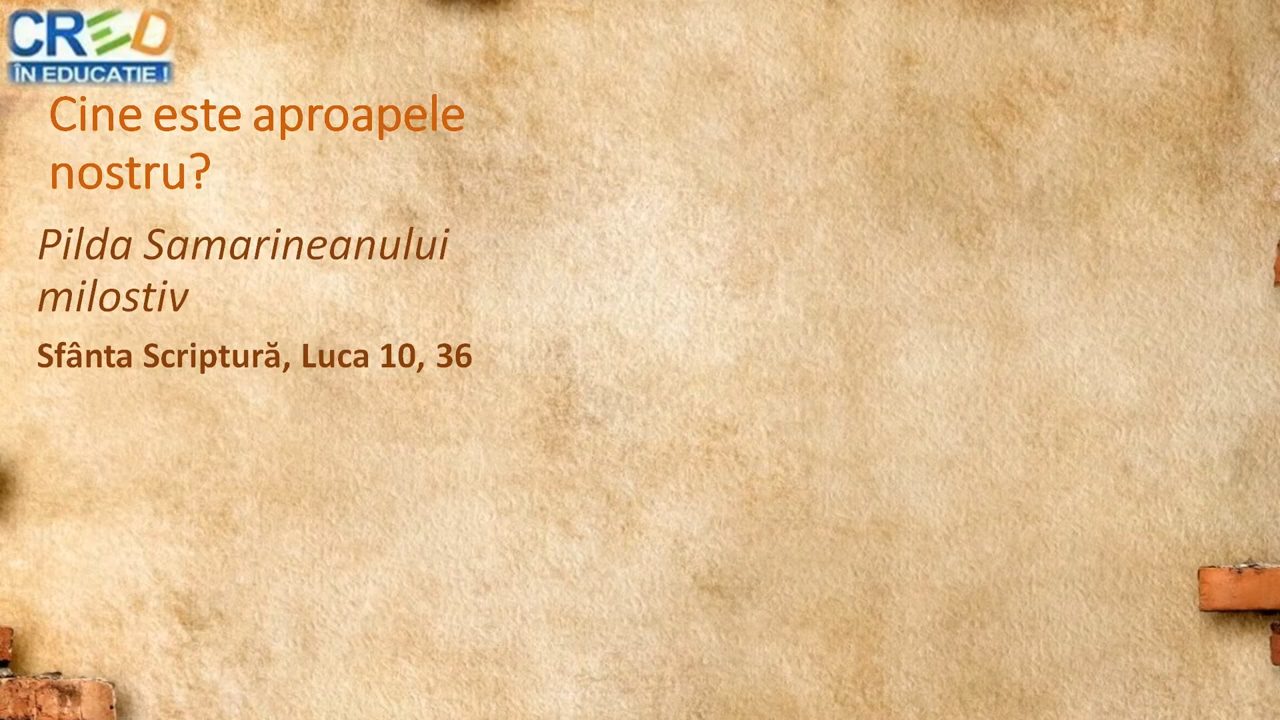 CRED
ÎN EDUCAȚIE !
Cine este aproapele
nostru?
Pilda Samarineanului
milostiv
Sfânta Scriptură, Luca 10, 36